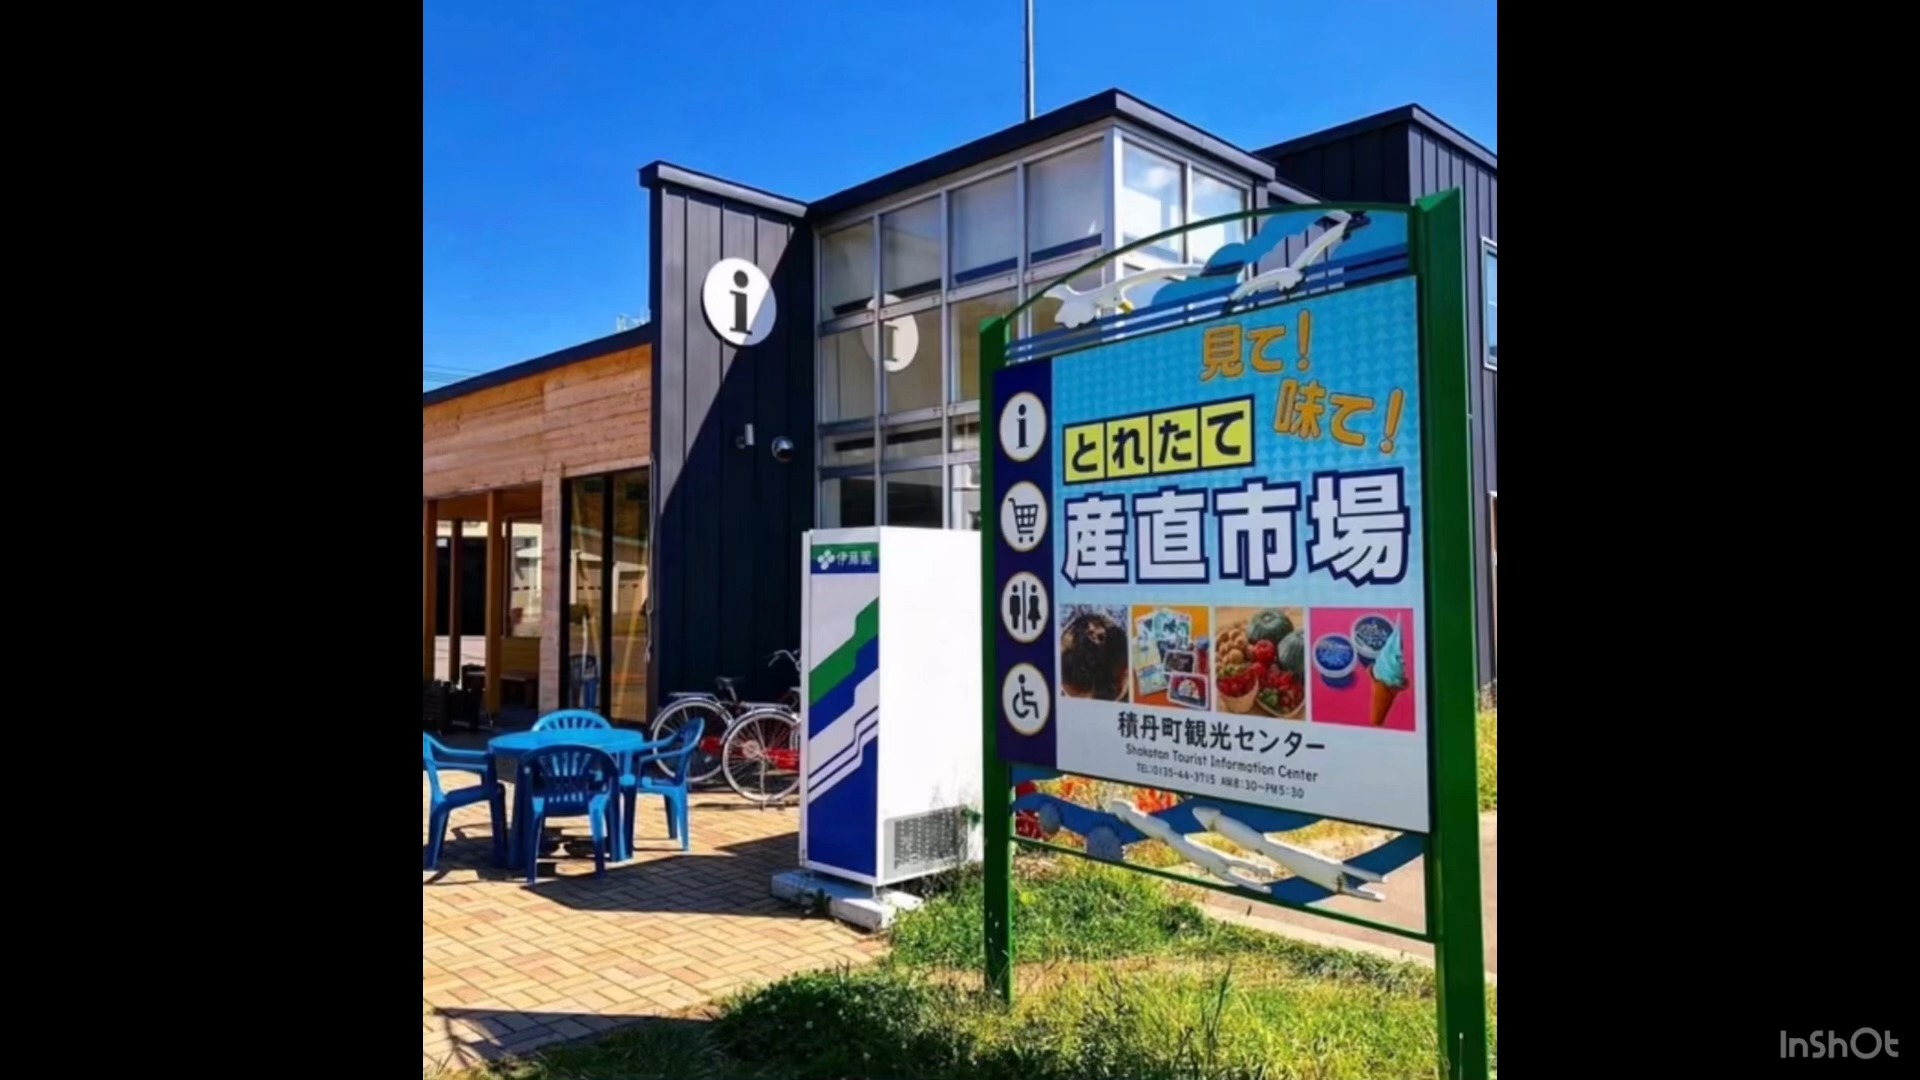 i
見て!
味て!
とれたて
産直市場
積丹町観光センター
Shakotan Tourist Information Center
TEL:0135-44-3715 AM8:30~PM5:30
伊藤園
InShOt